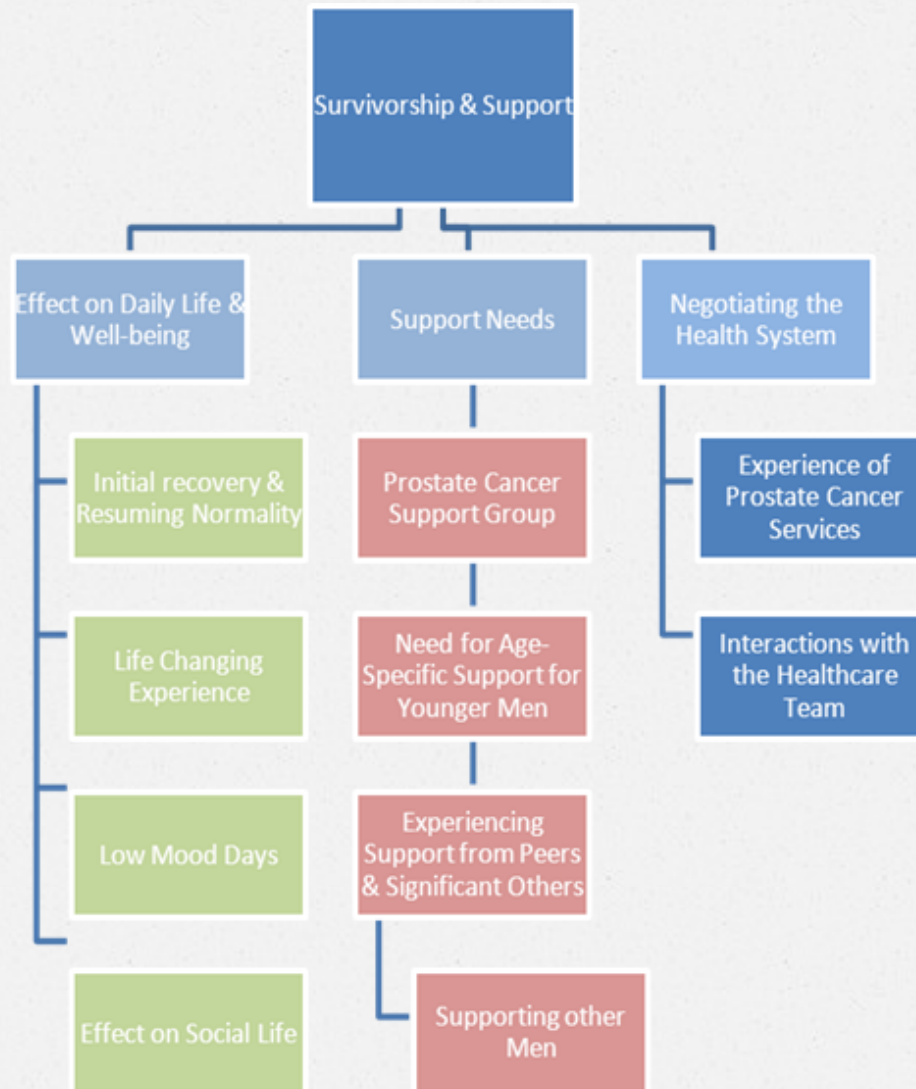 Survivorship & Support
Effect on Daily Life &
Well-being
Support Needs
Negotiating the
Health System
Initial recovery &
Resuming Normality
Prostate Cancer
Support Group
Experience of
Prostate Cancer
Services
Life Changing
Experience
Need for Age-
Specific Support for
Younger Men
Interactions with
the Healthcare
Team
Low Mood Days
Experiencing
Support from Peers
& Significant Others
Effect on Social Life
Supporting other
Men